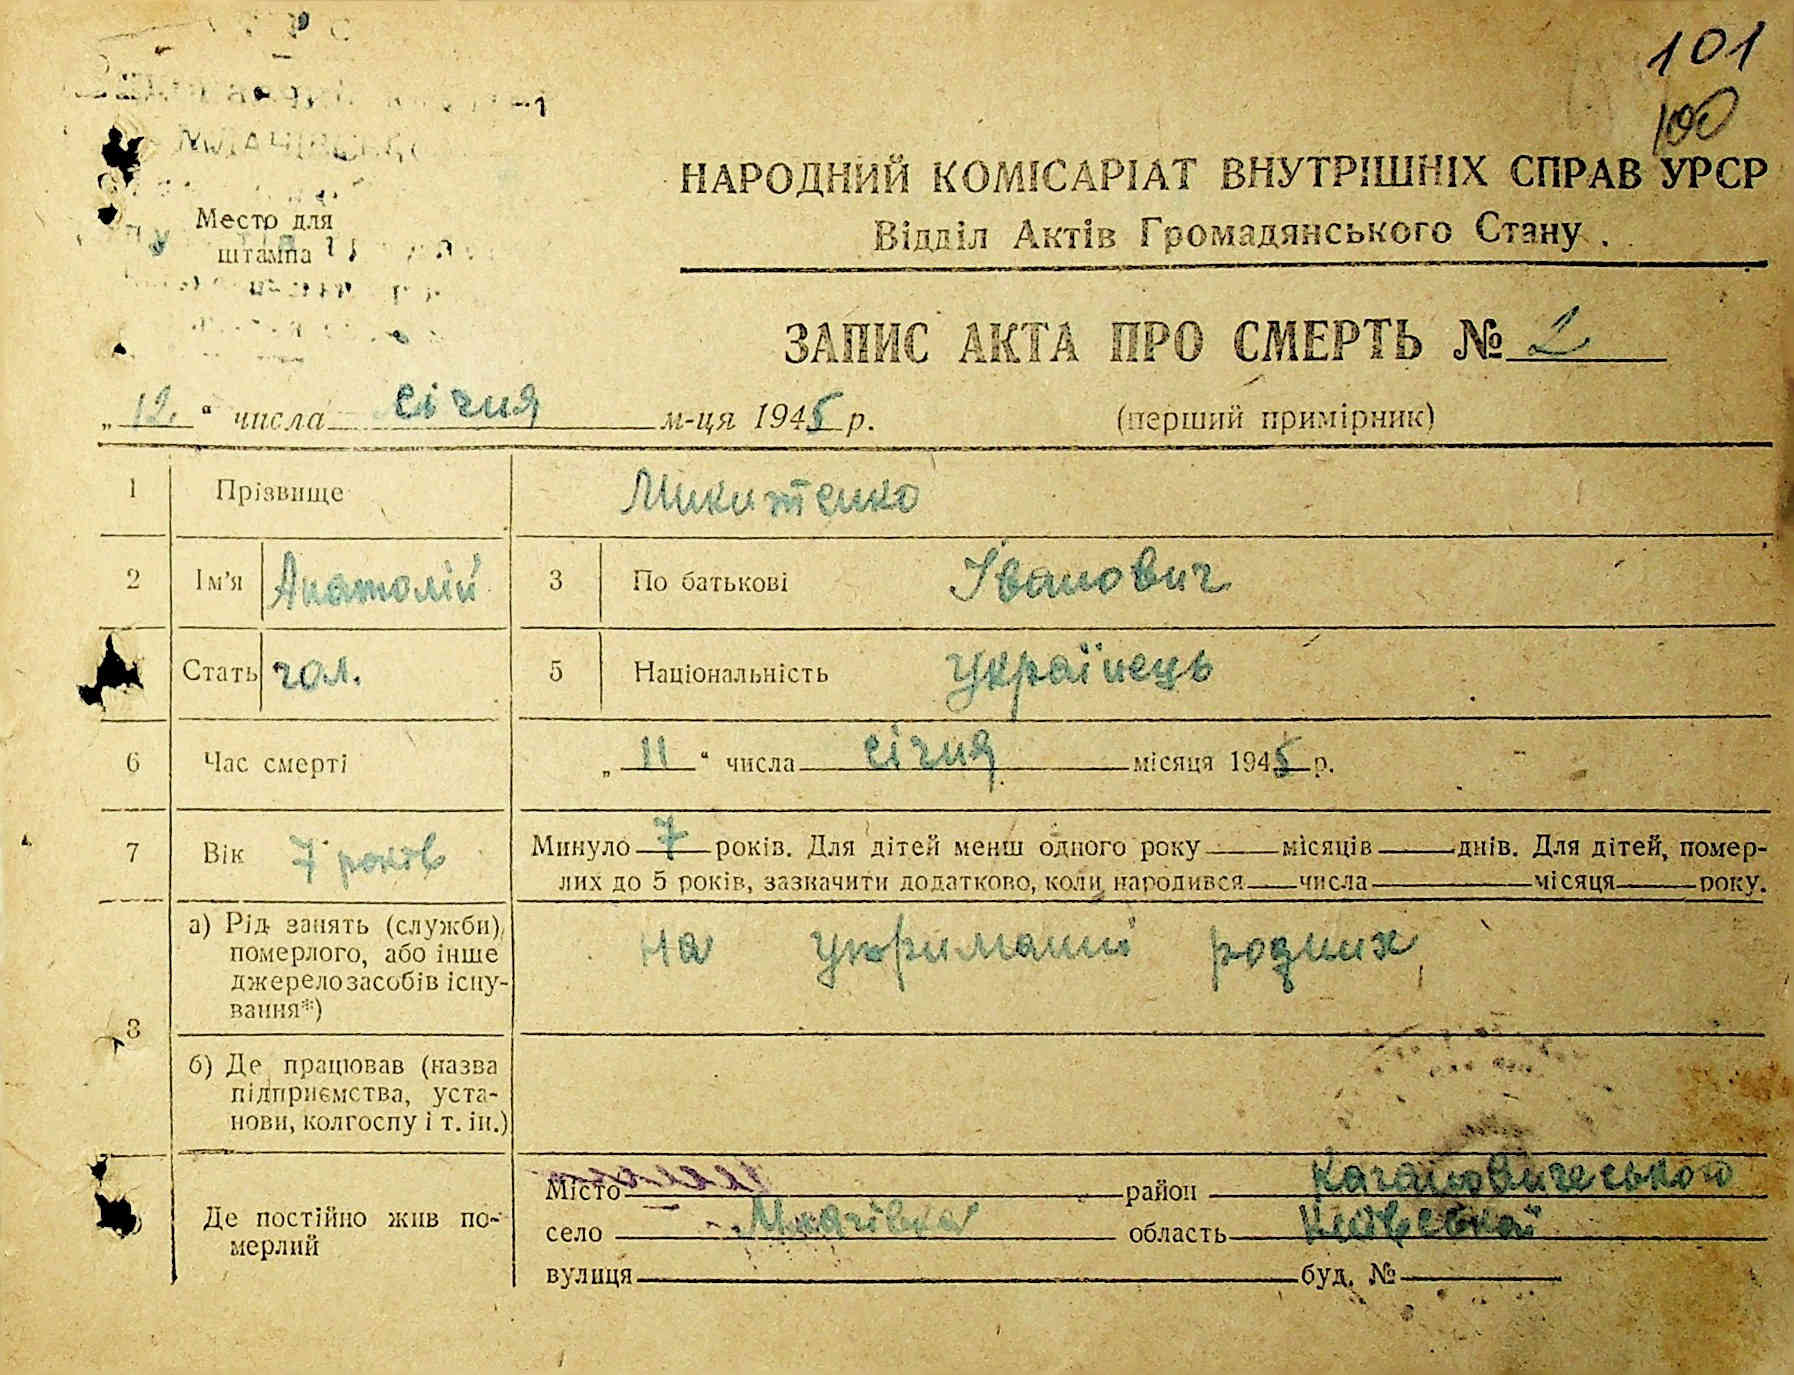 101
100
НАРОДНИЙ КОМІСАРІАТ ВНУТРІШНІХ СПРАВ УРСР
Відділ Актів Громадянського Стану.
Место для
штампа
ЗАПИС АКТА ПРО СМЕРТЬ № 2
„12." числа січня м-ця 1945 р. (перший примірник)
1 Прізвище Микитенко
2 Ім'я Анатолій 3 По батькові Іванович
Стать чол. 5 Національність Українець
6 Час смерті „11" числа січня місяця 1945 р.
7 Вік 7 років Минуло 7 років. Для дітей менш одного року місяців днів. Для дітей, помер-
лих до 5 років, зазначити додатково, коли народився числа місяця року.
8 а) Рід занять (служби) померлого, або інше джерело засобів існу-вання*) на утриманні родних
б) Де працював (назва підприємства, уста-нови, колгоспу і т. ін.)
Де постійно жив по-мерлий Місто район Кагановичеського
село область Київської
вулиця буд. №